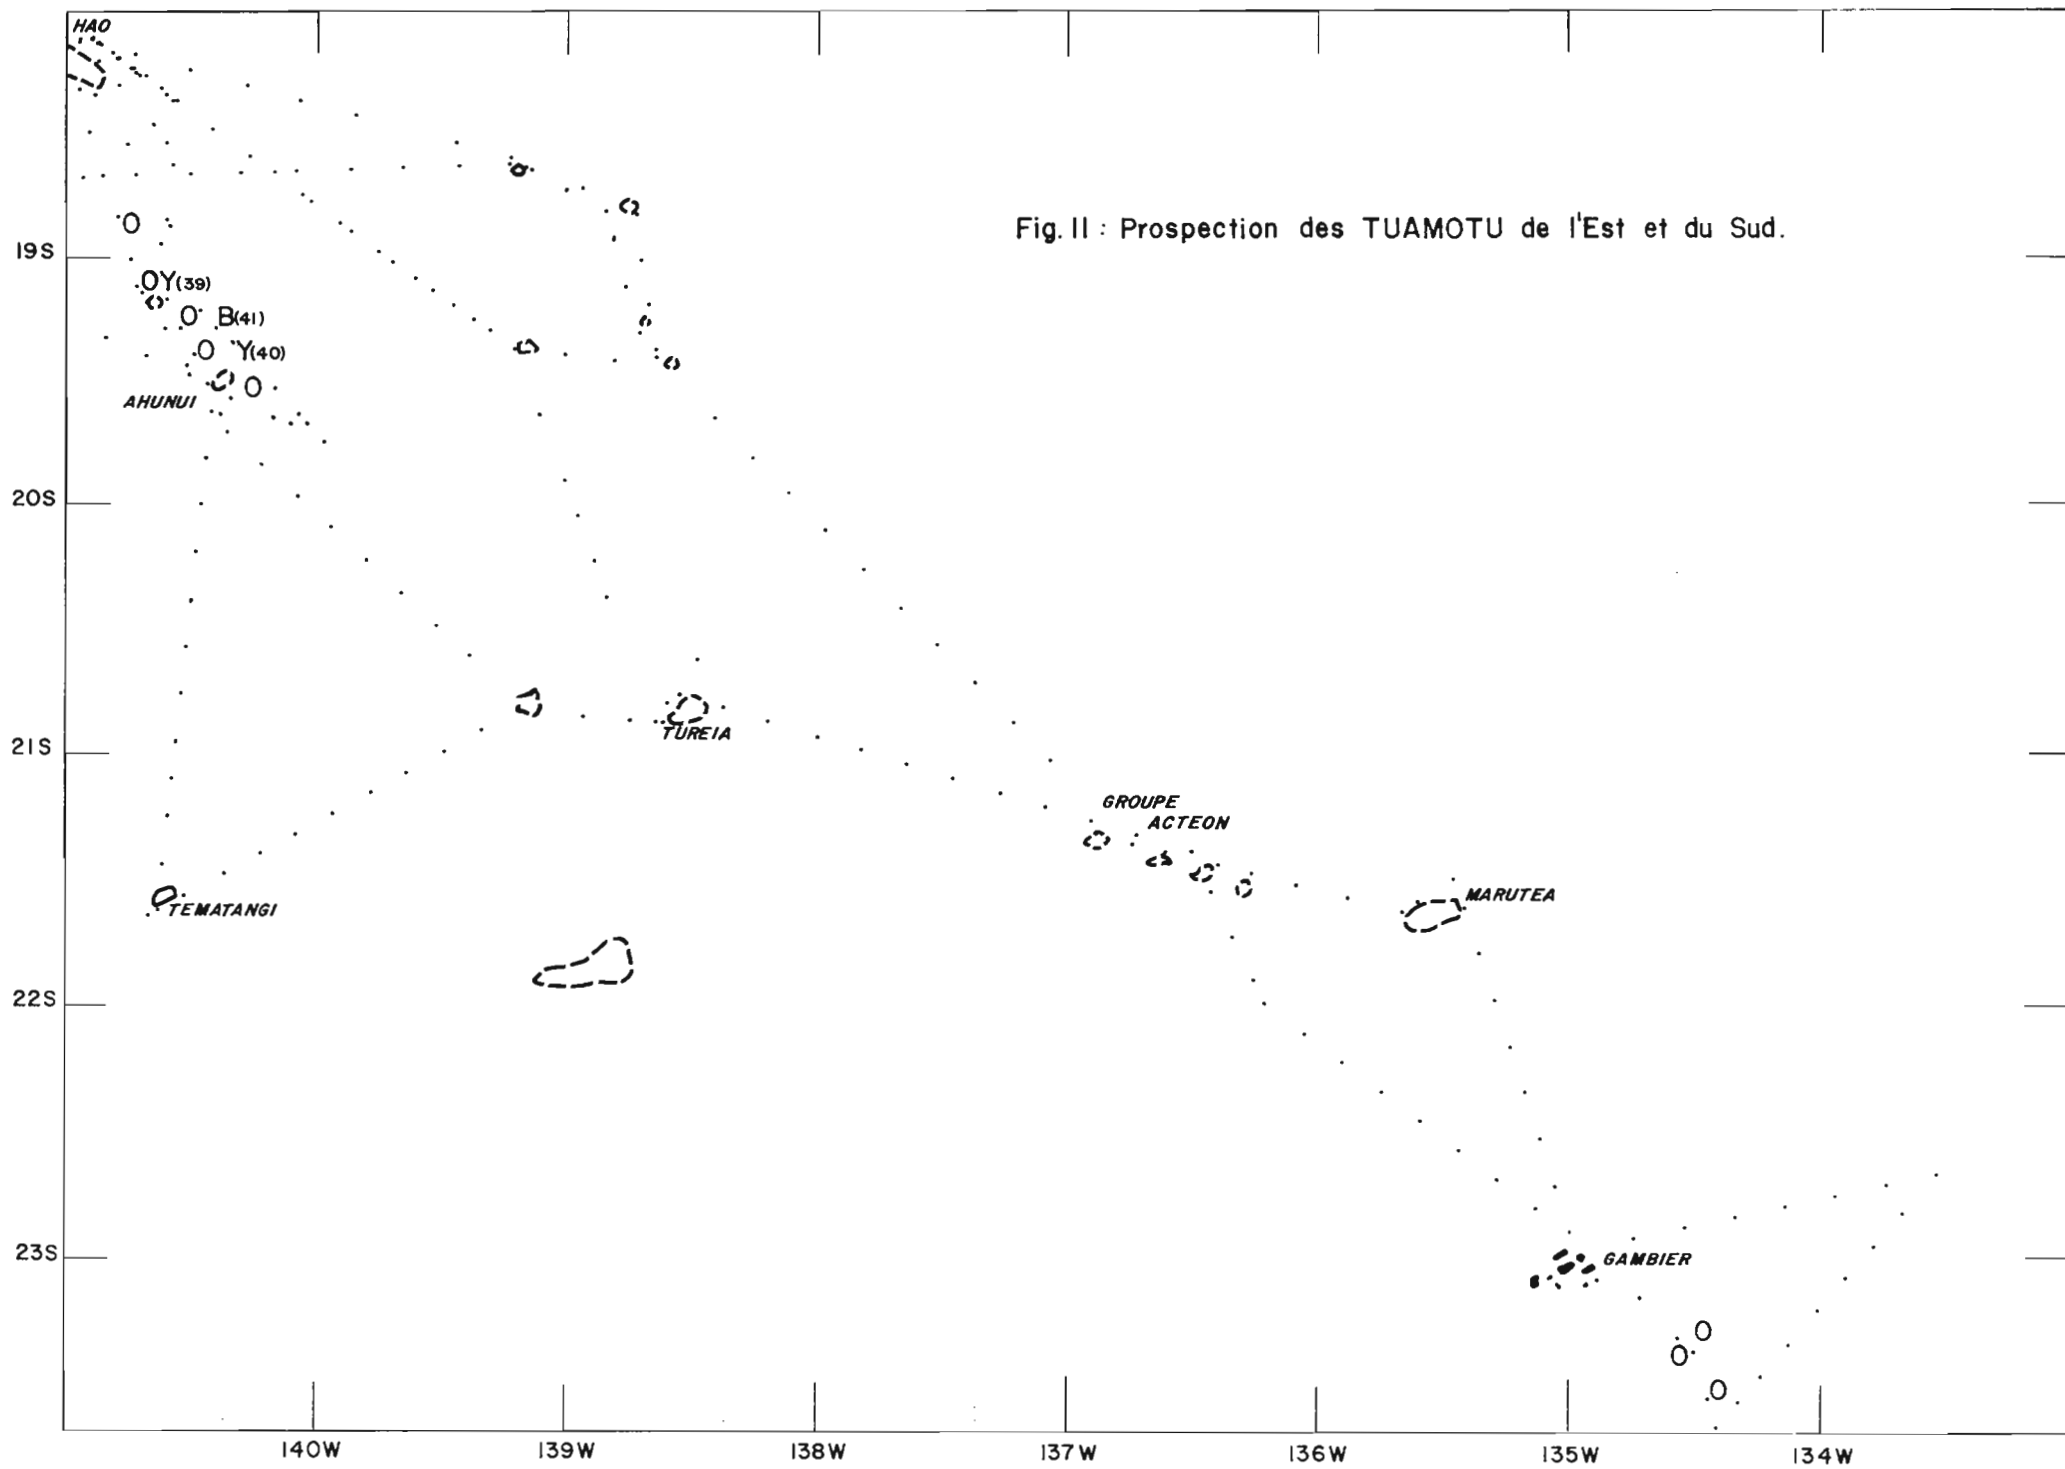 HAO
Fig. II : Prospection des TUAMOTU de l'Est et du Sud.
O
19S
OY(39)
O B(41)
O Y(40)
O
AHUNUI
20S
TUREIA
21S
GROUPE
ACTEON
MARUTEA
TEMATANGI
22S
23S
GAMBIER
O
O
O
140W 139W 138W 137W 136W 135W 134W